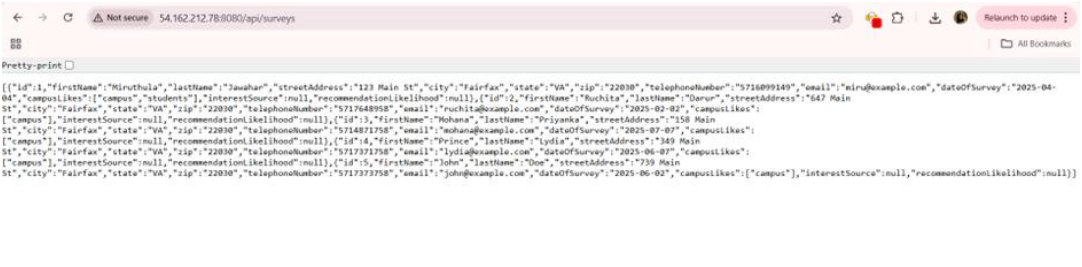 Not secure 54.162.212.78:8080/api/surveys
Relaunch to update
All Bookmarks
Pretty-print
[{"id":1,"firstName":"Miruthula","lastName":"Jawahar","streetAddress":"123 Main St","city":"Fairfax","state":"VA","zip":"22030","telephoneNumber":"5716099149","email":"miru@example.com","dateOfSurvey":"2025-04-
04","campusLikes":["campus","students"],"interestSource":null,"recommendationLikelihood":null},{"id":2,"firstName":"Ruchita","lastName":"Darur","streetAddress":"647 Main
St","city":"Fairfax","state":"VA","zip":"22030","telephoneNumber":"5717648958","email":"ruchita@example.com","dateOfSurvey":"2025-02-02","campusLikes":
["campus"],"interestSource":null,"recommendationLikelihood":null},{"id":3,"firstName":"Mohana","lastName":"Priyanka","streetAddress":"158 Main
St","city":"Fairfax","state":"VA","zip":"22030","telephoneNumber":"5714871758","email":"mohana@example.com","dateOfSurvey":"2025-07-07","campusLikes":
["campus"],"interestSource":null,"recommendationLikelihood":null},{"id":4,"firstName":"Prince","lastName":"Lydia","streetAddress":"349 Main
St","city":"Fairfax","state":"VA","zip":"22030","telephoneNumber":"5717371758","email":"lydia@example.com","dateOfSurvey":"2025-06-07","campusLikes":
["campus"],"interestSource":null,"recommendationLikelihood":null},{"id":5,"firstName":"John","lastName":"Doe","streetAddress":"739 Main
St","city":"Fairfax","state":"VA","zip":"22030","telephoneNumber":"5717373758","email":"john@example.com","dateOfSurvey":"2025-06-02","campusLikes":["campus"],"interestSource":null,"recommendationLikelihood":null}]